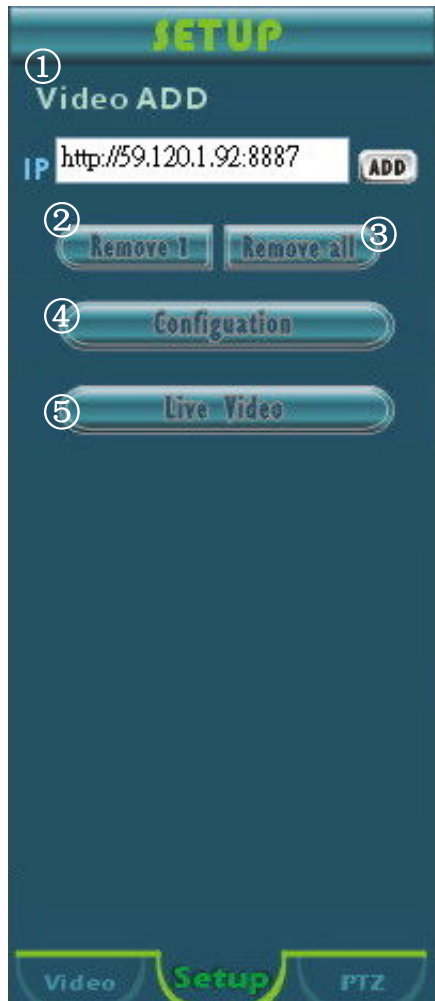 SETUP
①
Video ADD
IP http://59.120.1.92:8887 ADD
② Remove 1 Remove all ③
④ Configuation
⑤ Live Video
Video Setup PTZ